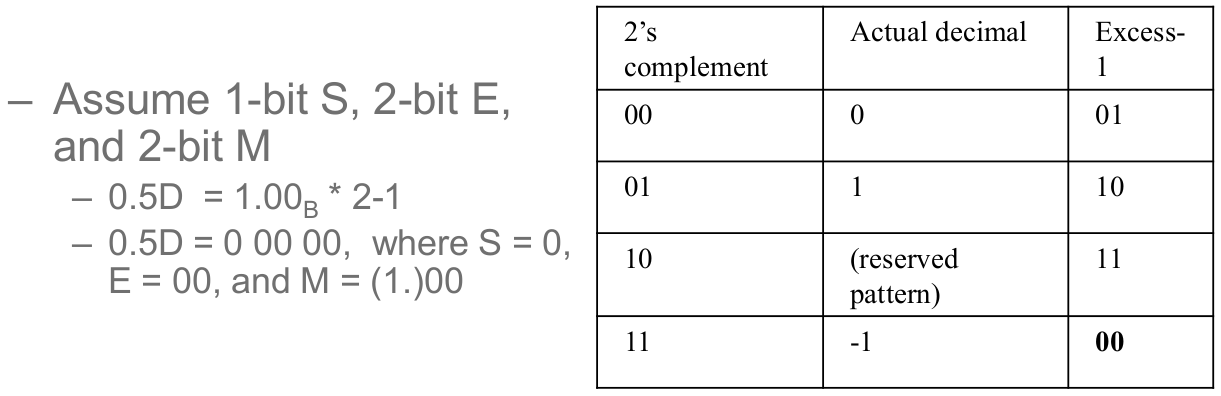 – Assume 1-bit S, 2-bit E,
and 2-bit M
– 0.5D = 1.00B * 2-1
– 0.5D = 0 00 00, where S = 0,
E = 00, and M = (1.)00
2’s
complement
Actual decimal
Excess-
1
00
0
01
01
1
10
10
(reserved
pattern)
11
11
-1
00